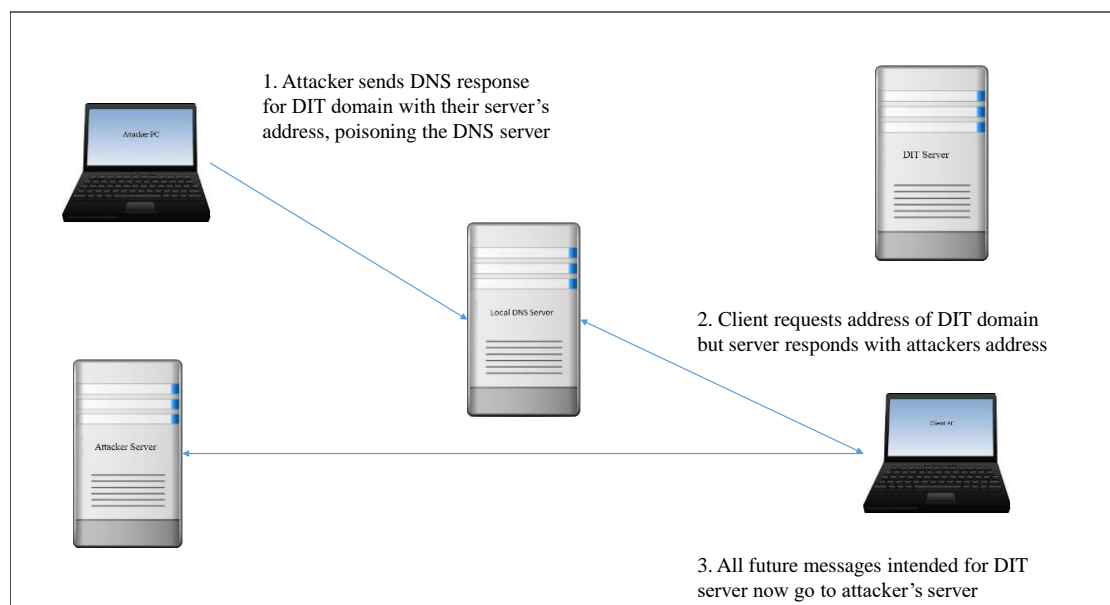 1. Attacker sends DNS response
for DIT domain with their server's
address, poisoning the DNS server
Attacker PC
DIT Server
Local DNS Server
2. Client requests address of DIT domain
but server responds with attackers address
Attacker Server
Client PC
3. All future messages intended for DIT
server now go to attacker's server